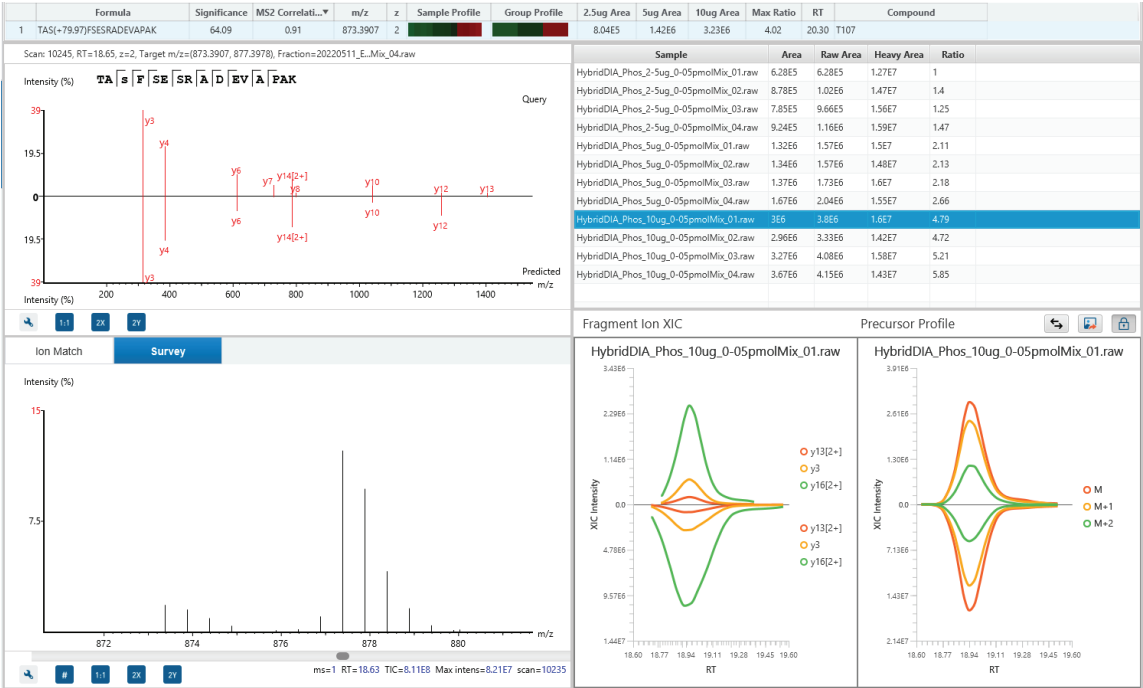 Formula Significance MS2 Correlati...▼ m/z z Sample Profile Group Profile 2.5ug Area 5ug Area 10ug Area Max Ratio RT Compound
1 TAS(+79.97)FSESRADEVAPAK 64.09 0.91 873.3907 2 8.04E5 1.42E6 3.23E6 4.02 20.30 T107
Scan: 10245, RT=18.65, z=2, Target m/z=(873.3907, 877.3978), Fraction=20220511_E...Mix_04.raw
Intensity (%)
TA s F SE SR A D EV A PAK
Query
39
y3
y4
19.5
y6
y7
y14[2+]
y8
y10
y12
y13
0
y6
y10
y12
19.5
y14[2+]
y4
39
y3
Predicted
m/z
200 400 600 800 1000 1200 1400
Intensity (%)
1:1 2X 2Y
Sample Area Raw Area Heavy Area Ratio
HybridDIA_Phos_2-5ug_0-05pmolMix_01.raw 6.28E5 6.28E5 1.27E7 1
HybridDIA_Phos_2-5ug_0-05pmolMix_02.raw 8.78E5 1.02E6 1.47E7 1.4
HybridDIA_Phos_2-5ug_0-05pmolMix_03.raw 7.85E5 9.66E5 1.56E7 1.25
HybridDIA_Phos_2-5ug_0-05pmolMix_04.raw 9.24E5 1.16E6 1.59E7 1.47
HybridDIA_Phos_5ug_0-05pmolMix_01.raw 1.32E6 1.57E6 1.5E7 2.11
HybridDIA_Phos_5ug_0-05pmolMix_02.raw 1.34E6 1.57E6 1.48E7 2.13
HybridDIA_Phos_5ug_0-05pmolMix_03.raw 1.37E6 1.73E6 1.6E7 2.18
HybridDIA_Phos_5ug_0-05pmolMix_04.raw 1.67E6 2.04E6 1.55E7 2.66
HybridDIA_Phos_10ug_0-05pmolMix_01.raw 3E6 3.8E6 1.6E7 4.79
HybridDIA_Phos_10ug_0-05pmolMix_02.raw 2.96E6 3.33E6 1.42E7 4.72
HybridDIA_Phos_10ug_0-05pmolMix_03.raw 3.27E6 4.08E6 1.58E7 5.21
HybridDIA_Phos_10ug_0-05pmolMix_04.raw 3.67E6 4.15E6 1.43E7 5.85
Ion Match Survey
Intensity (%)
15
7.5
872 874 876 878 880
m/z
# 1:1 2X 2Y
ms=1 RT=18.63 TIC=8.11E8 Max intens=8.21E7 scan=10235
Fragment Ion XIC Precursor Profile
HybridDIA_Phos_10ug_0-05pmolMix_01.raw
3.43E6
2.29E6
1.14E6
0.0
4.78E6
9.57E6
1.44E7
XIC Intensity
18.60 18.77 18.94 19.11 19.28 19.45 19.60
RT
y13[2+]
y3
y16[2+]
y13[2+]
y3
y16[2+]
HybridDIA_Phos_10ug_0-05pmolMix_01.raw
3.91E6
2.61E6
1.30E6
0.0
7.13E6
1.43E7
2.14E7
XIC Intensity
18.60 18.77 18.94 19.11 19.28 19.45 19.60
RT
M
M+1
M+2